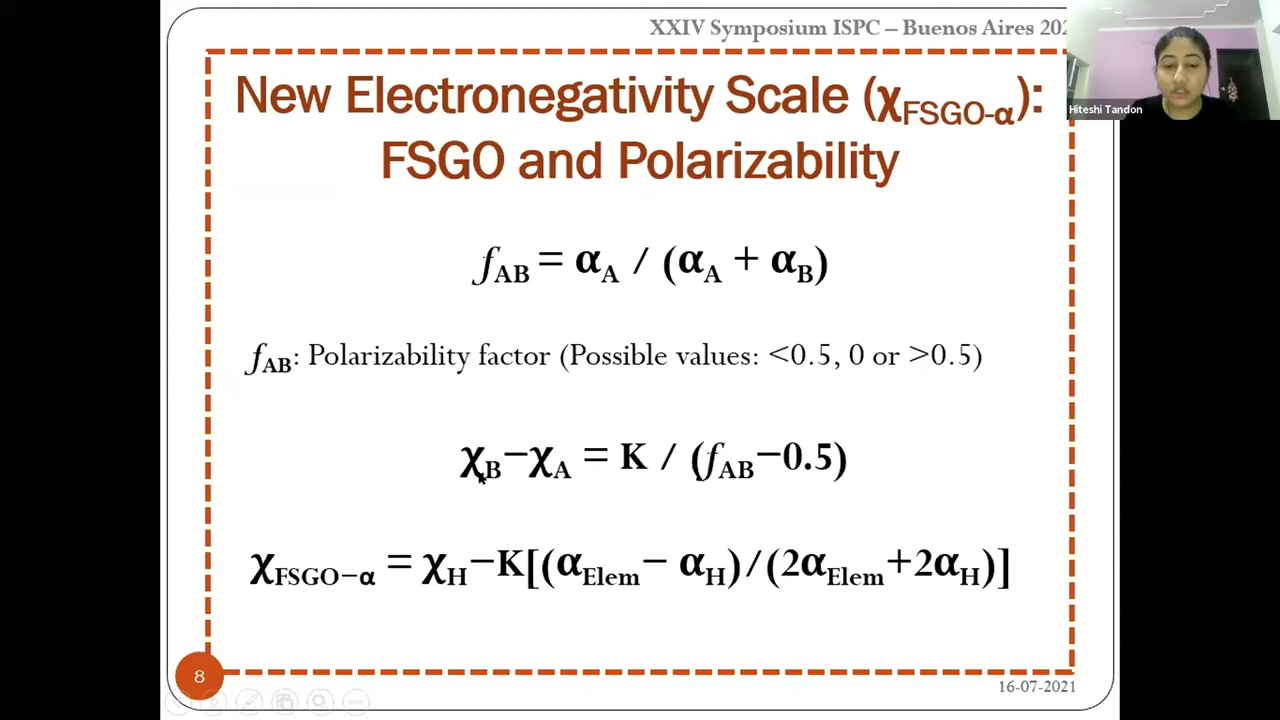 XXIV Symposium ISPC – Buenos Aires 202
Hiteshi Tandon
New Electronegativity Scale (χFSGO-α):
FSGO and Polarizability
fAB = αA / (αA + αB)
fAB: Polarizability factor (Possible values: <0.5, 0 or >0.5)
χB−χA = K / (fAB−0.5)
χFSGO−α = χH−K[(αElem− αH)/(2αElem+2αH)]
8
16-07-2021